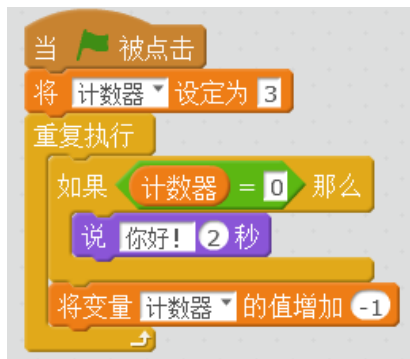 当 被点击
将 计数器 设定为 3
重复执行
如果 计数器 = 0 那么
说 你好! 2 秒
将变量 计数器 的值增加 -1